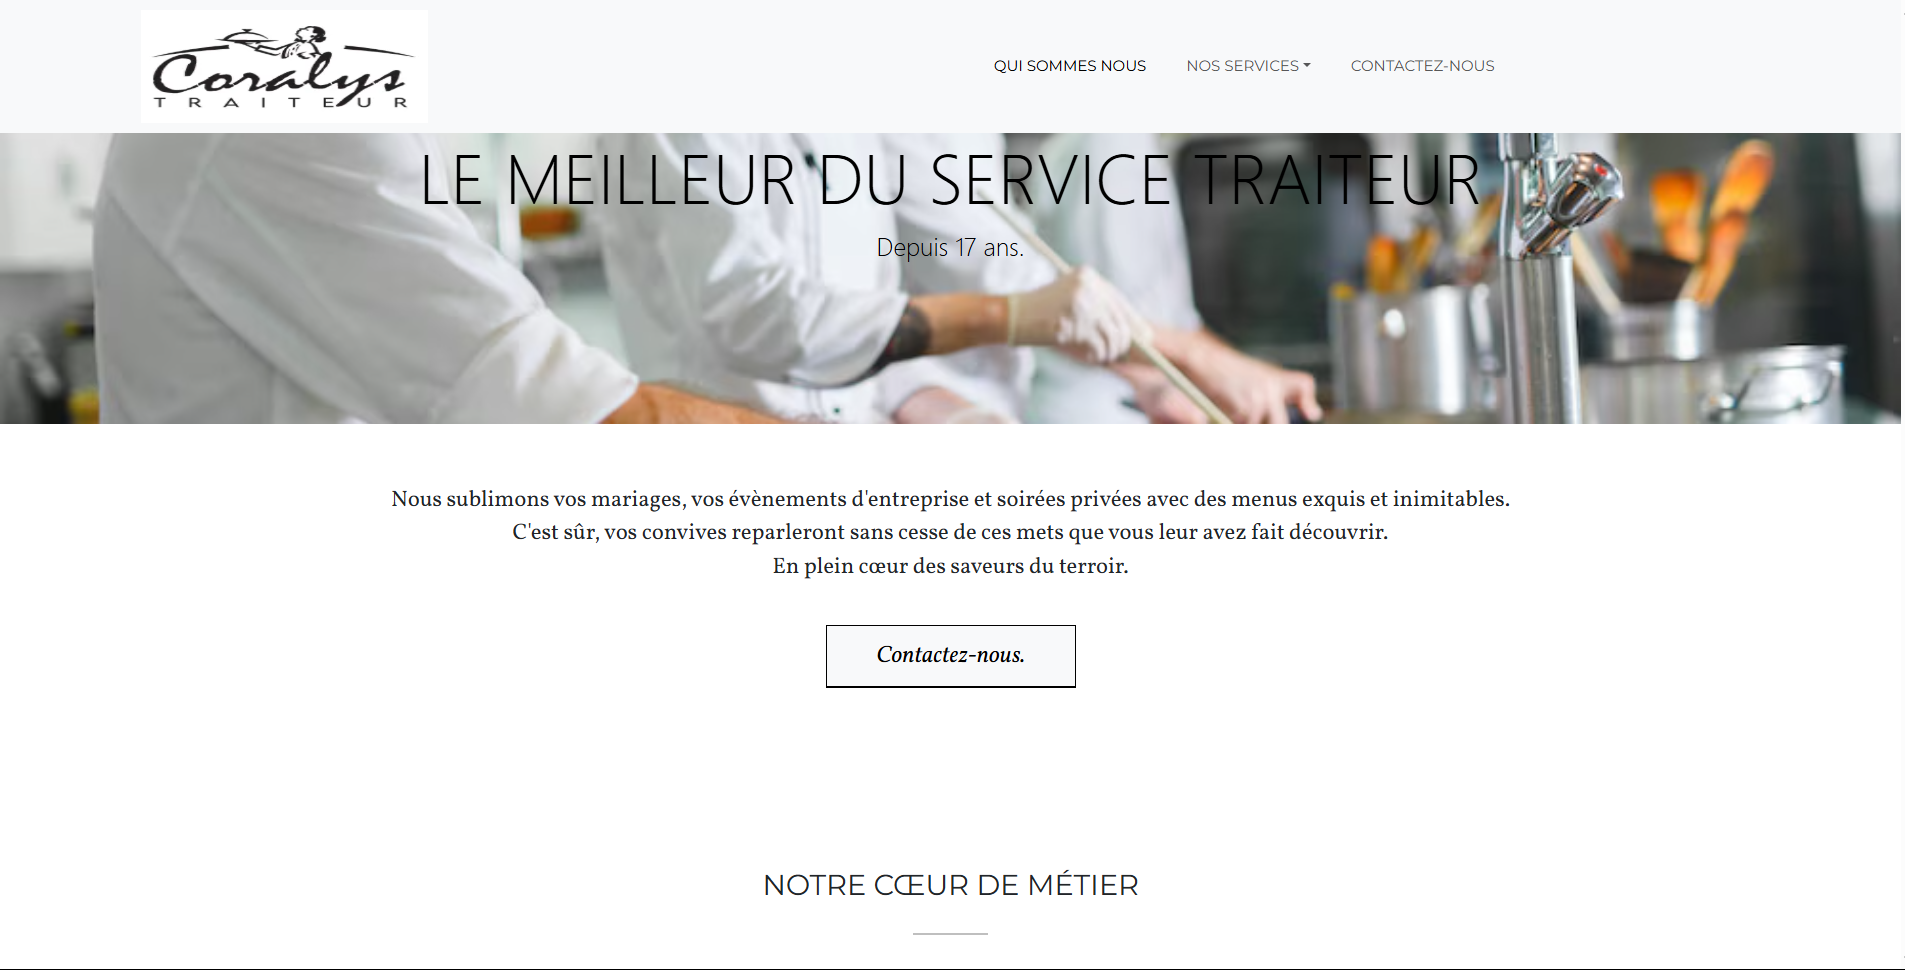 Coralys
TRAITEUR
QUI SOMMES NOUS
NOS SERVICES
CONTACTEZ-NOUS
LE MEILLEUR DU SERVICE TRAITEUR
Depuis 17 ans.
Nous sublimons vos mariages, vos évènements d'entreprise et soirées privées avec des menus exquis et inimitables.
C'est sûr, vos convives reparleront sans cesse de ces mets que vous leur avez fait découvrir.
En plein cœur des saveurs du terroir.
Contactez-nous.
NOTRE CŒUR DE MÉTIER